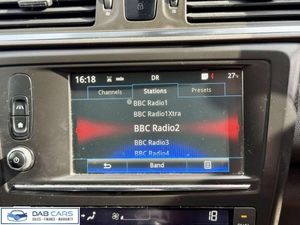 16:18
DR
27
Channels
Stations
Presets
BBC Radio1
BBC Radio1Xtra
BBC Radio2
BBC Radio3
BBC Radio4
Band
DAB CARS
18